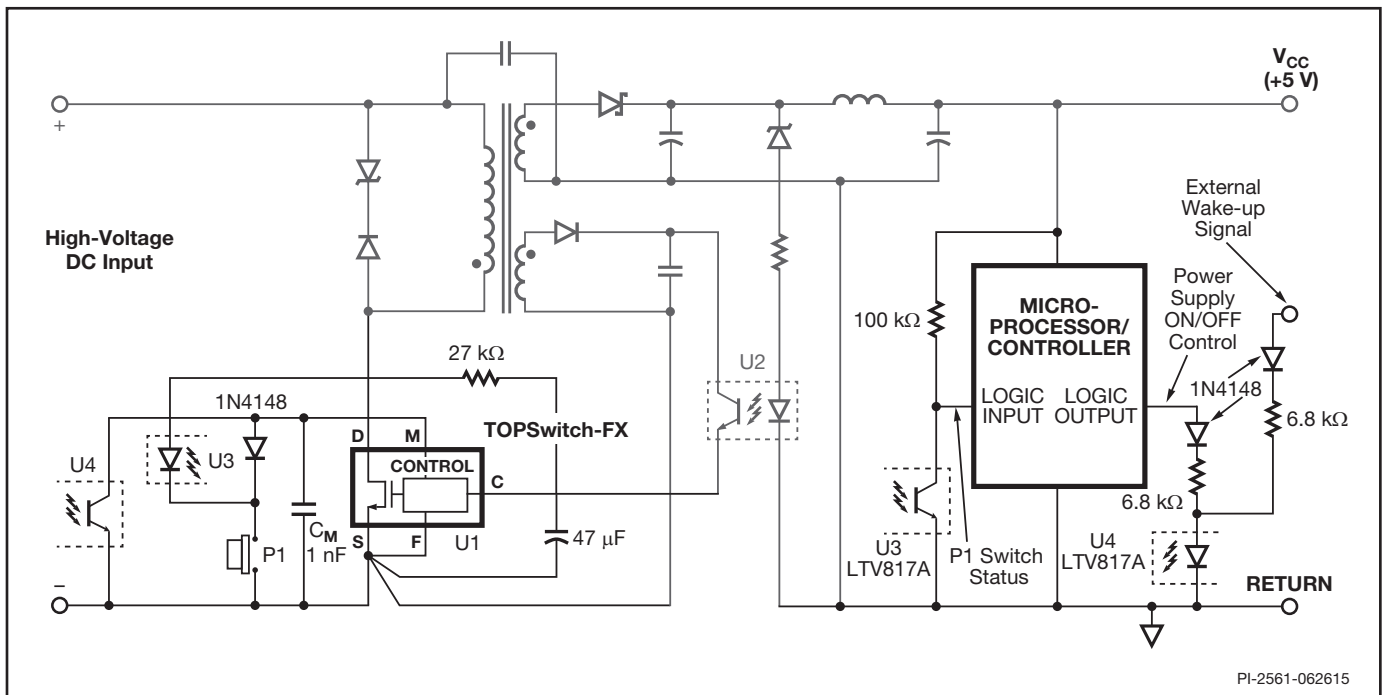 V_CC
(+5 V)
+
High-Voltage
DC Input
External
Wake-up
Signal
Power
Supply
ON/OFF
Control
100 kΩ
MICRO-
PROCESSOR/
CONTROLLER
27 kΩ
U2
1N4148
LOGIC
INPUT
LOGIC
OUTPUT
1N4148
6.8 kΩ
TOPSwitch-FX
D
M
CONTROL
C
U4
U3
6.8 kΩ
C_M
1 nF
P1
S
F
U1
47 μF
U3
LTV817A
P1 Switch
Status
U4
LTV817A
–
RETURN
PI-2561-062615